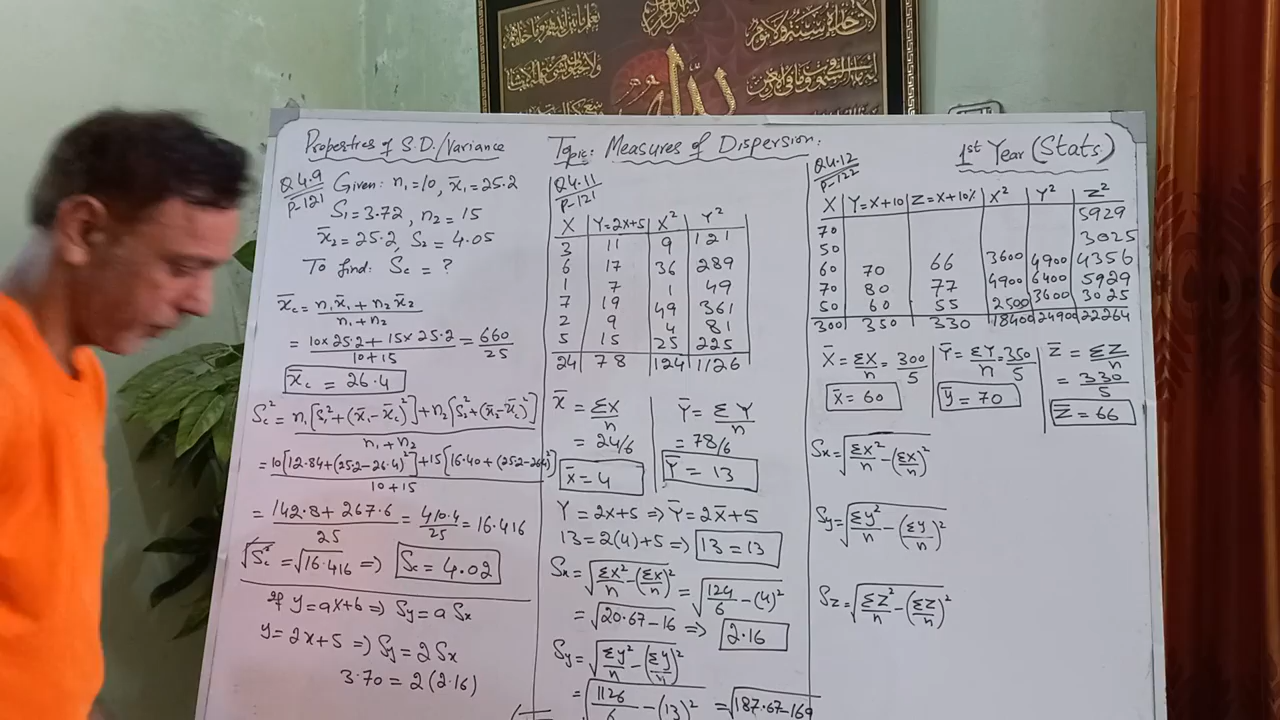 Properties of S.D/Variance
Topic: Measures of Dispersion.
1st Year (Stats.)
Q4.9
P-121
Given: n₁=10, x̄₁=25.2
S₁=3.72, n₂=15
x̄₂=25.2, S₂=4.05
To find: Sc = ?
x̄c = n₁x̄₁+n₂x̄₂ / n₁+n₂
= 10×25.2+15×25.2 / 10+15 = 660/25
x̄c = 26.4
Sc² = n₁[S₁²+(x̄₁-x̄c)²]+n₂[S₂²+(x̄₂-x̄c)²] / n₁+n₂
= 10[12.84+(25.2-26.4)²]+15[16.40+(25.2-26.4)²] / 10+15
= 142.8+267.6 / 25 = 410.4/25 = 16.416
√Sc² = √16.416 => Sc = 4.02
If y=ax+b => Sy=a Sx
y=2x+5 => Sy=2Sx
3.70 = 2(2.16)
Q4.11
P-121
X Y=2X+5 X² Y²
3 11 9 121
6 17 36 289
1 7 1 49
7 19 49 361
2 9 4 81
5 15 25 225
24 78 124 1126
x̄ = ΣX/n Ȳ = ΣY/n
= 24/6 = 78/6
x̄ = 4 Ȳ = 13
Y = 2x+5 => Ȳ=2x̄+5
13=2(4)+5 => 13=13
Sx = √(Σx²/n-(Σx/n)²) = √(124/6-(4)²)
= √20.67-16 => 2.16
Sy = √(Σy²/n-(Σy/n)²)
= √(1126/6-(13)²) = √187.67-169
Q4.12
P-122
X Y=X+10 Z=X+10% X² Y² Z²
70 5929
50 3025
60 70 66 3600 4900 4356
70 80 77 4900 6400 5929
50 60 55 2500 3600 3025
300 350 330 18400 24900 22264
X̄ = ΣX/n = 300/5
X̄ = 60
Ȳ = ΣY/n = 350/5
ȳ = 70
Z̄ = ΣZ/n
= 330/5
Z̄ = 66
Sx = √(Σx²/n-(Σx/n)²)
Sy = √(Σy²/n-(Σy/n)²)
Sz = √(Σz²/n-(Σz/n)²)